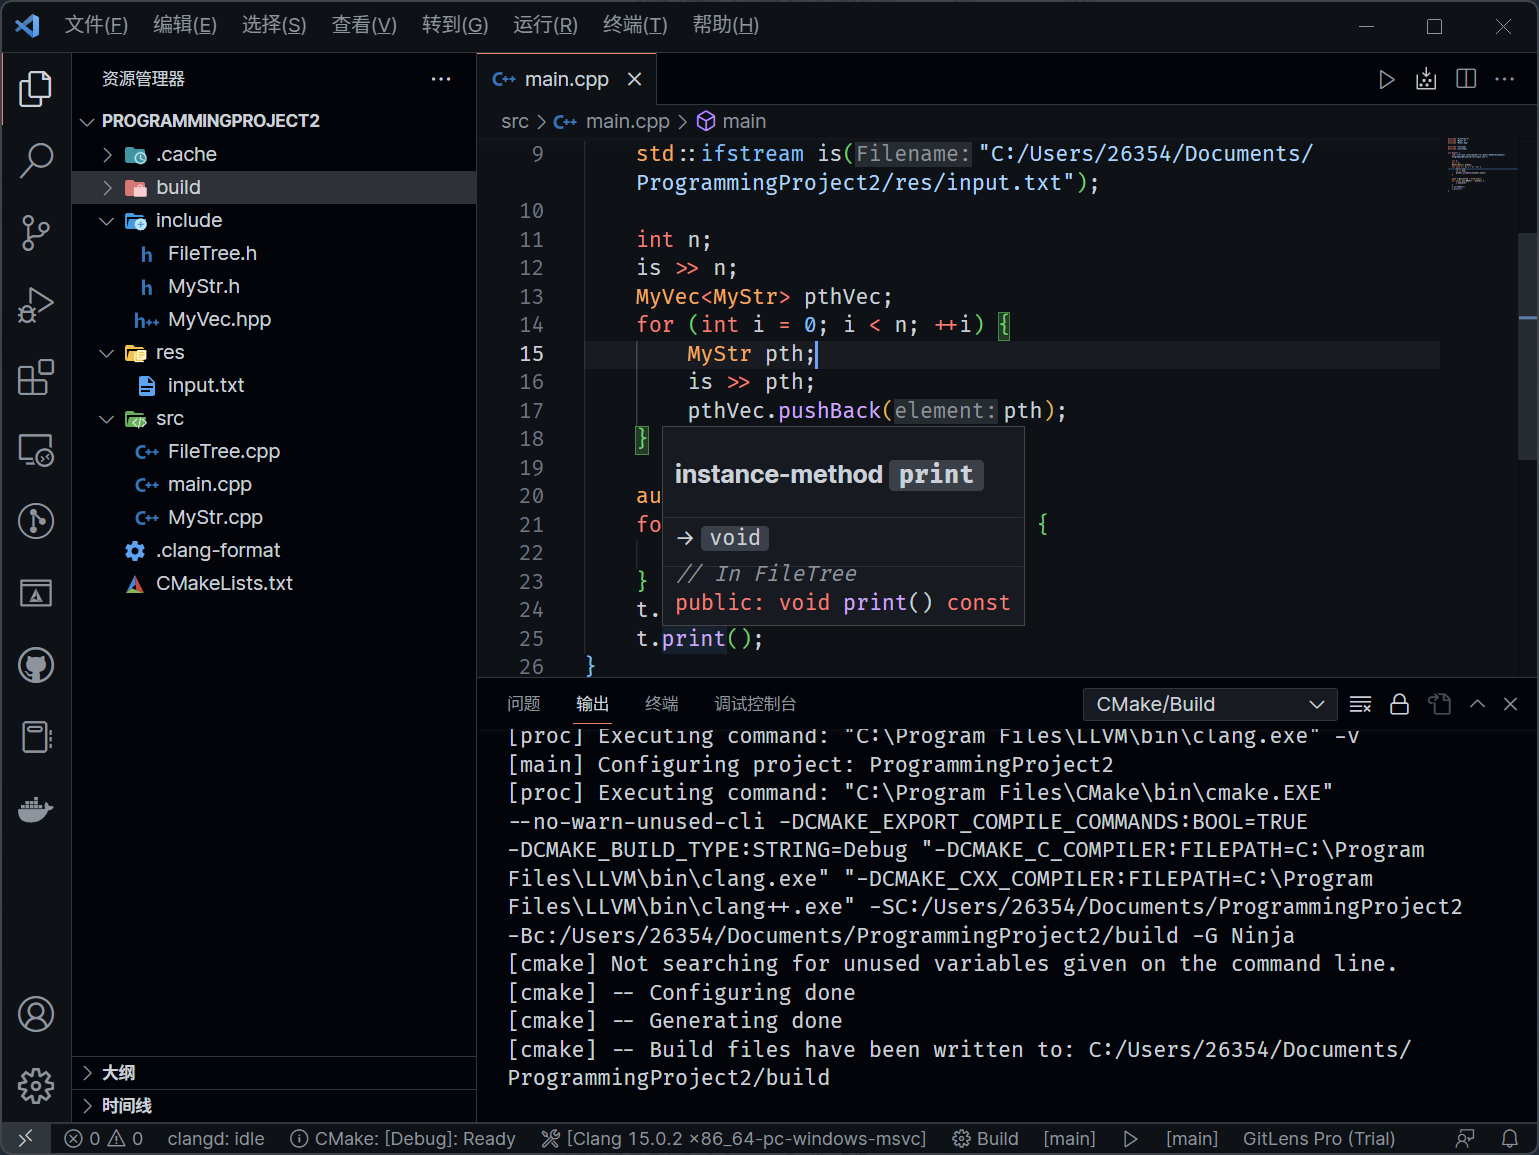 文件(F) 编辑(E) 选择(S) 查看(V) 转到(G) 运行(R) 终端(T) 帮助(H)
资源管理器
PROGRAMMINGPROJECT2
.cache
build
include
FileTree.h
MyStr.h
MyVec.hpp
res
input.txt
src
FileTree.cpp
main.cpp
MyStr.cpp
.clang-format
CMakeLists.txt
大纲
时间线
main.cpp
src > main.cpp > main
9 std::ifstream is(Filename: "C:/Users/26354/Documents/
ProgrammingProject2/res/input.txt");
10
11 int n;
12 is >> n;
13 MyVec<MyStr> pthVec;
14 for (int i = 0; i < n; ++i) {
15 MyStr pth;
16 is >> pth;
17 pthVec.pushBack(element: pth);
18 }
19
20 au
21 fo {
22
23 }
24 t.
25 t.print();
26 }
instance-method print
→ void
// In FileTree
public: void print() const
问题 输出 终端 调试控制台 CMake/Build
[proc] Executing command: "C:\Program Files\LLVM\bin\clang.exe" -v
[main] Configuring project: ProgrammingProject2
[proc] Executing command: "C:\Program Files\CMake\bin\cmake.EXE"
--no-warn-unused-cli -DCMAKE_EXPORT_COMPILE_COMMANDS:BOOL=TRUE
-DCMAKE_BUILD_TYPE:STRING=Debug "-DCMAKE_C_COMPILER:FILEPATH=C:\Program
Files\LLVM\bin\clang.exe" "-DCMAKE_CXX_COMPILER:FILEPATH=C:\Program
Files\LLVM\bin\clang++.exe" -SC:/Users/26354/Documents/ProgrammingProject2
-Bc:/Users/26354/Documents/ProgrammingProject2/build -G Ninja
[cmake] Not searching for unused variables given on the command line.
[cmake] -- Configuring done
[cmake] -- Generating done
[cmake] -- Build files have been written to: C:/Users/26354/Documents/
ProgrammingProject2/build
0 0 clangd: idle CMake: [Debug]: Ready [Clang 15.0.2 x86_64-pc-windows-msvc] Build [main] [main] GitLens Pro (Trial)